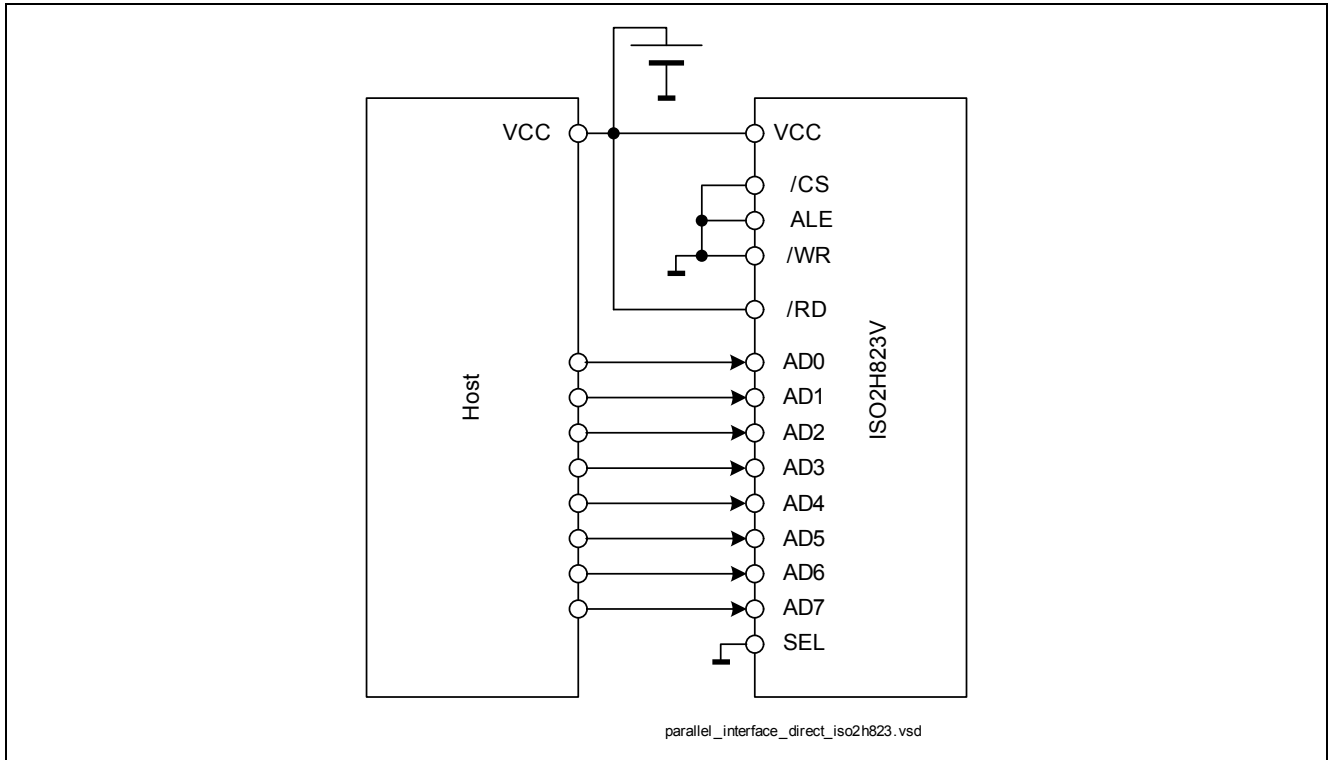 VCC
VCC
/CS
ALE
/WR
/RD
Host
ISO2H823V
AD0
AD1
AD2
AD3
AD4
AD5
AD6
AD7
SEL
parallel_interface_direct_iso2h823.vsd